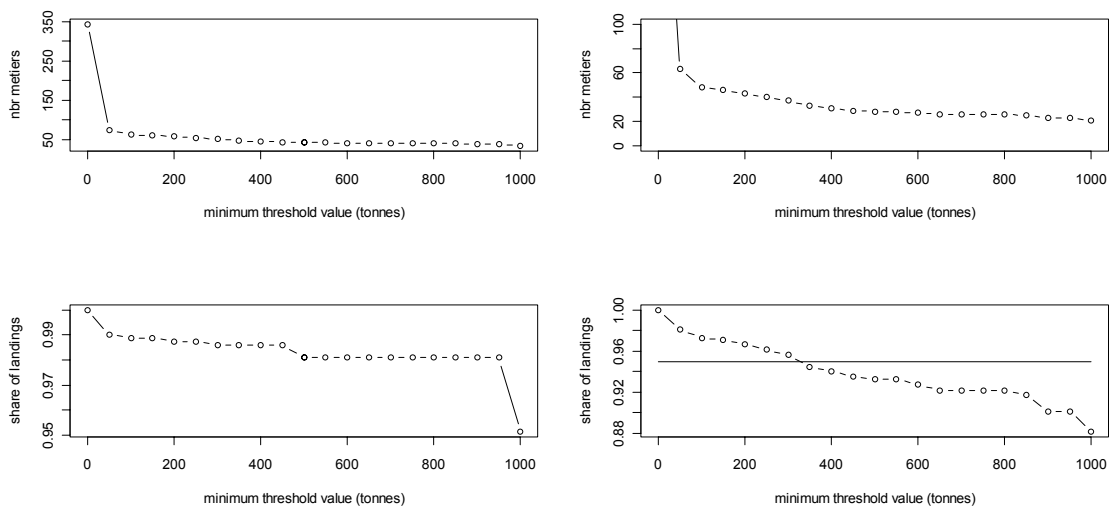 nbr metiers
350
250
150
50
0 200 400 600 800 1000
minimum threshold value (tonnes)
nbr metiers
100
60
20
0
0 200 400 600 800 1000
minimum threshold value (tonnes)
share of landings
0.99
0.97
0.95
0 200 400 600 800 1000
minimum threshold value (tonnes)
share of landings
1.00
0.96
0.92
0.88
0 200 400 600 800 1000
minimum threshold value (tonnes)